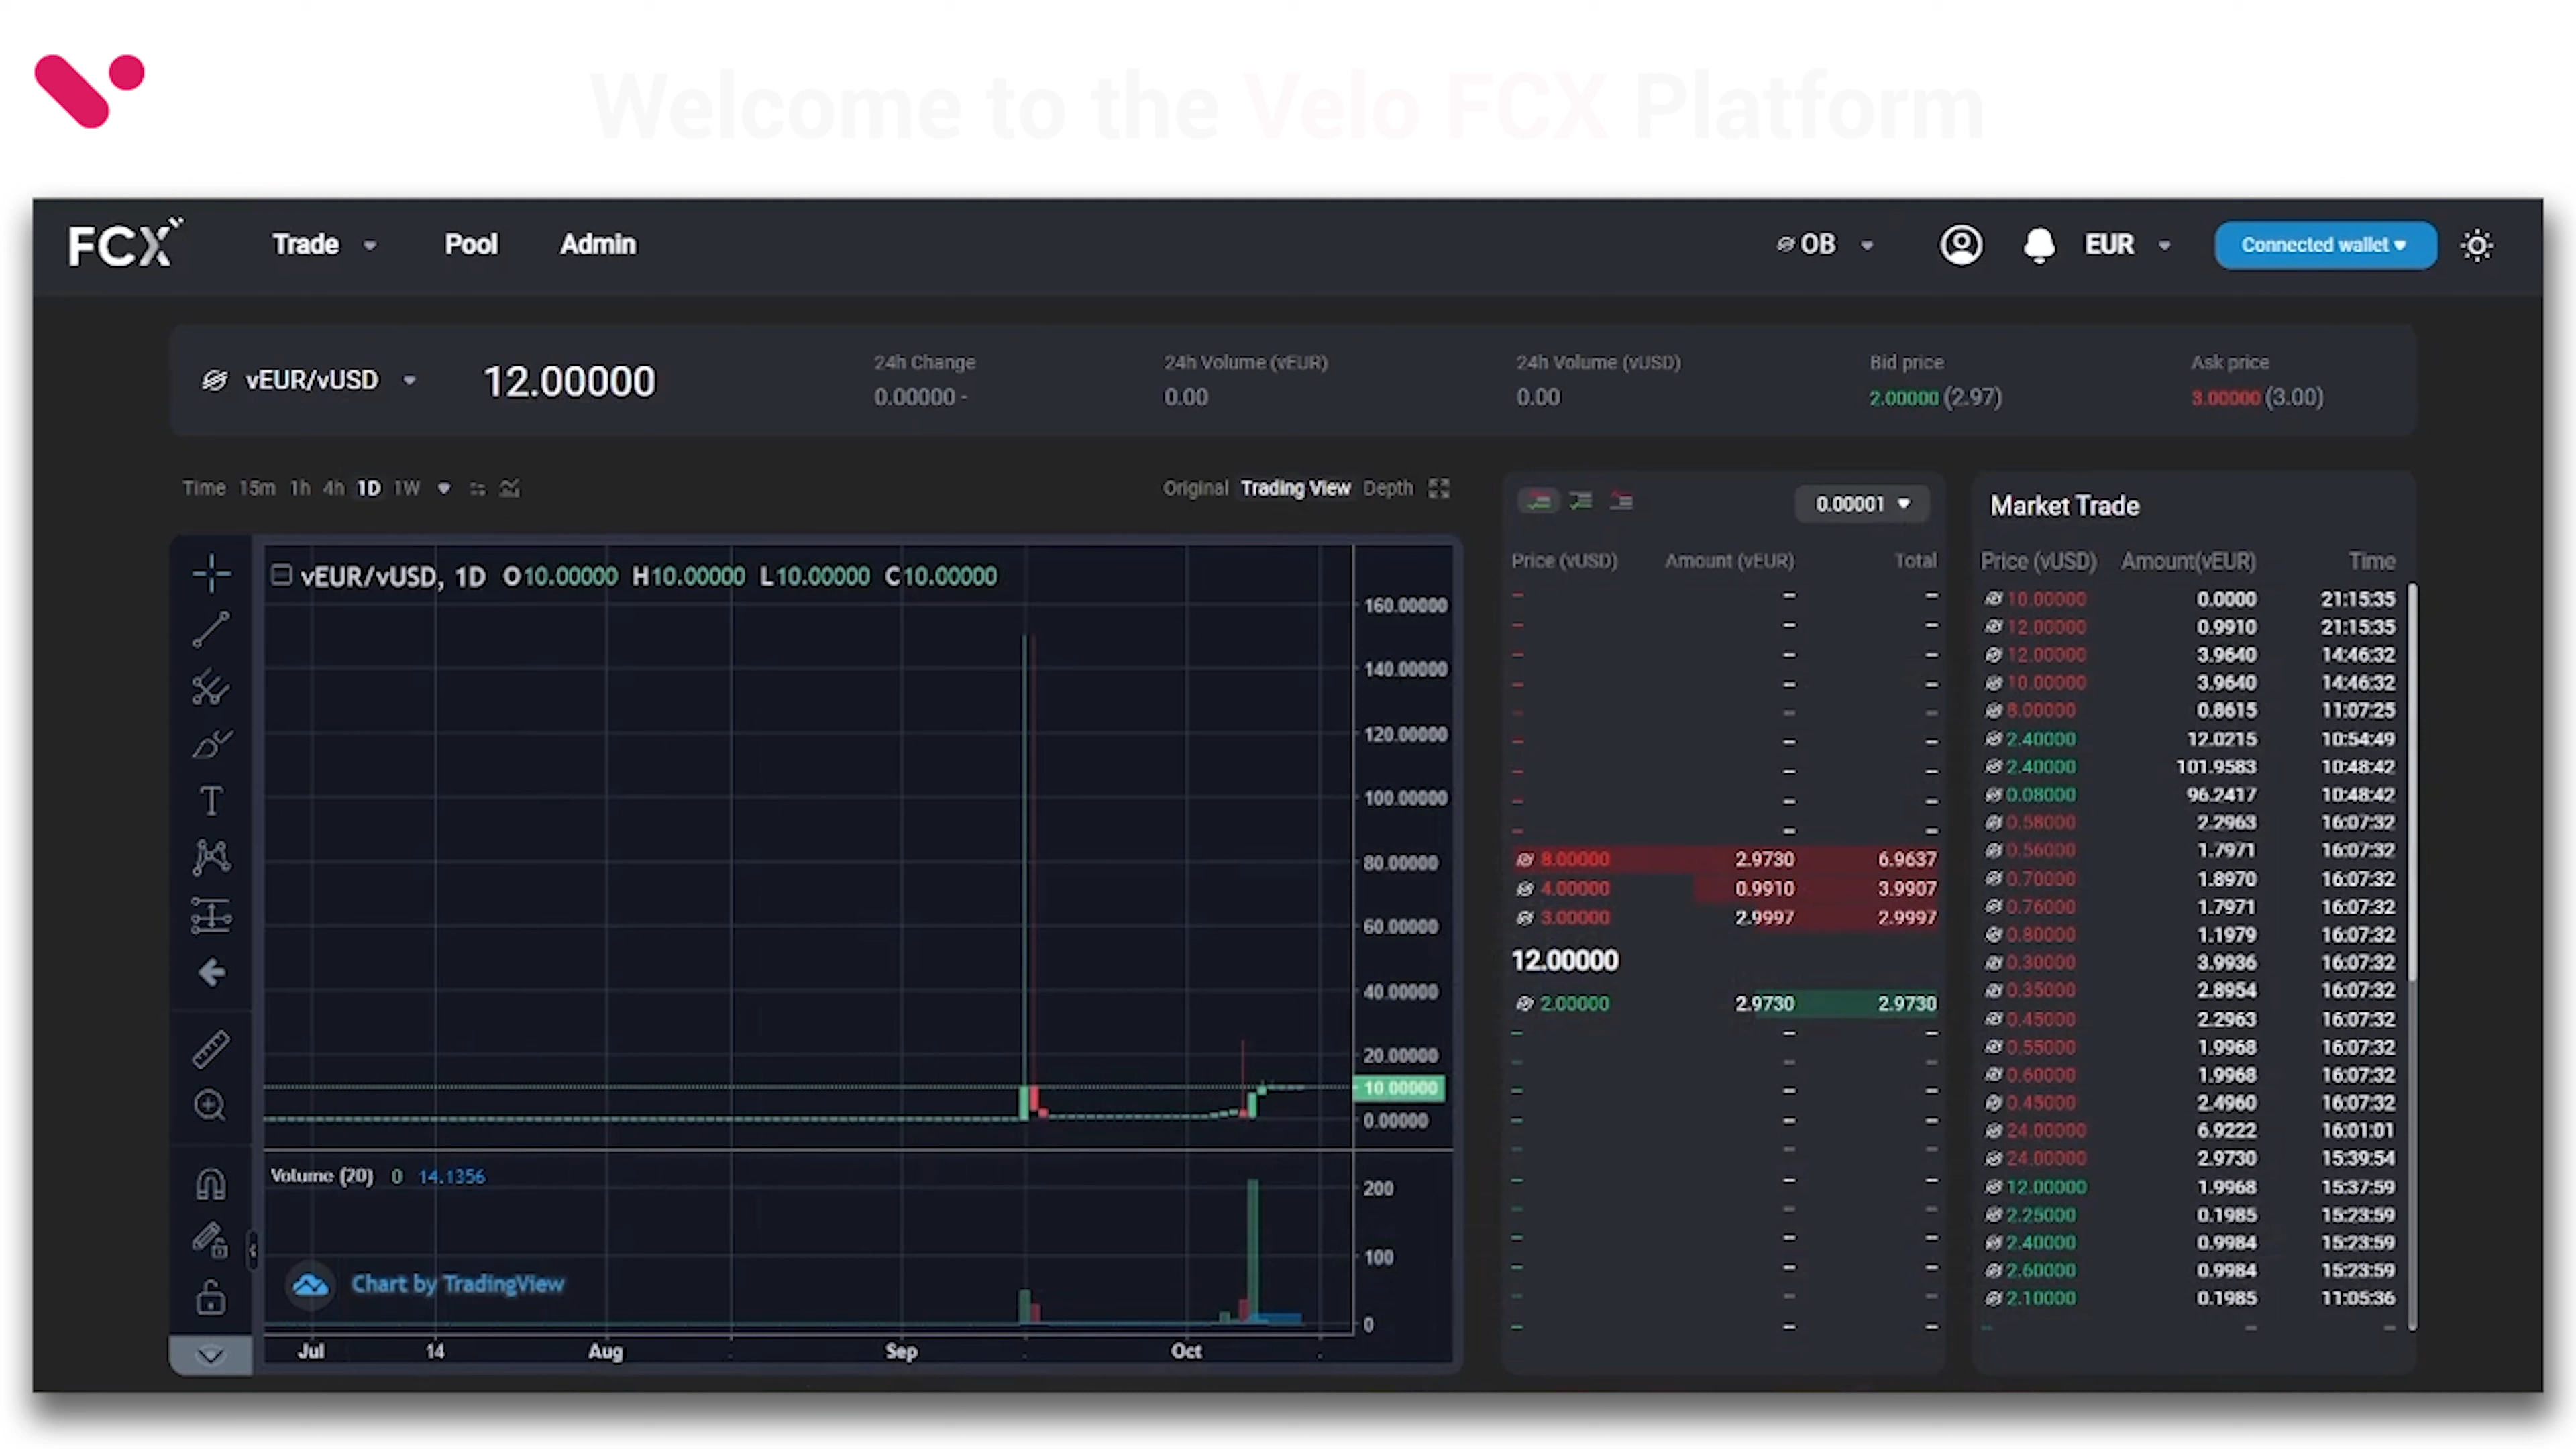 Welcome to the Velo FCX Platform
FCX Trade Pool Admin OB EUR Connected wallet
vEUR/vUSD 12.00000
24h Change
0.00000 -
24h Volume (vEUR)
0.00
24h Volume (vUSD)
0.00
Bid price
2.00000 (2.97)
Ask price
3.00000 (3.00)
Time 15m 1h 4h 1D 1W
Original Trading View Depth
vEUR/vUSD, 1D O10.00000 H10.00000 L10.00000 C10.00000
160.00000
140.00000
120.00000
100.00000
80.00000
60.00000
40.00000
20.00000
10.00000
0.00000
Volume (20) 0 14.1356
200
100
0
Chart by TradingView
Jul 14 Aug Sep Oct
0.00001
Price (vUSD) Amount (vEUR) Total
8.00000 2.9730 6.9637
4.00000 0.9910 3.9907
3.00000 2.9997 2.9997
12.00000
2.00000 2.9730 2.9730
Market Trade
Price (vUSD) Amount(vEUR) Time
10.00000 0.0000 21:15:35
12.00000 0.9910 21:15:35
12.00000 3.9640 14:46:32
10.00000 3.9640 14:46:32
8.00000 0.8615 11:07:25
2.40000 12.0215 10:54:49
2.40000 101.9583 10:48:42
0.08000 96.2417 10:48:42
0.58000 2.2963 16:07:32
0.56000 1.7971 16:07:32
0.70000 1.8970 16:07:32
0.76000 1.7971 16:07:32
0.80000 1.1979 16:07:32
0.30000 3.9936 16:07:32
0.35000 2.8954 16:07:32
0.45000 2.2963 16:07:32
0.55000 1.9968 16:07:32
0.60000 1.9968 16:07:32
0.45000 2.4960 16:07:32
24.00000 6.9222 16:01:01
24.00000 2.9730 15:39:54
12.00000 1.9968 15:37:59
2.25000 0.1985 15:23:59
2.40000 0.9984 15:23:59
2.60000 0.9984 15:23:59
2.10000 0.1985 11:05:36